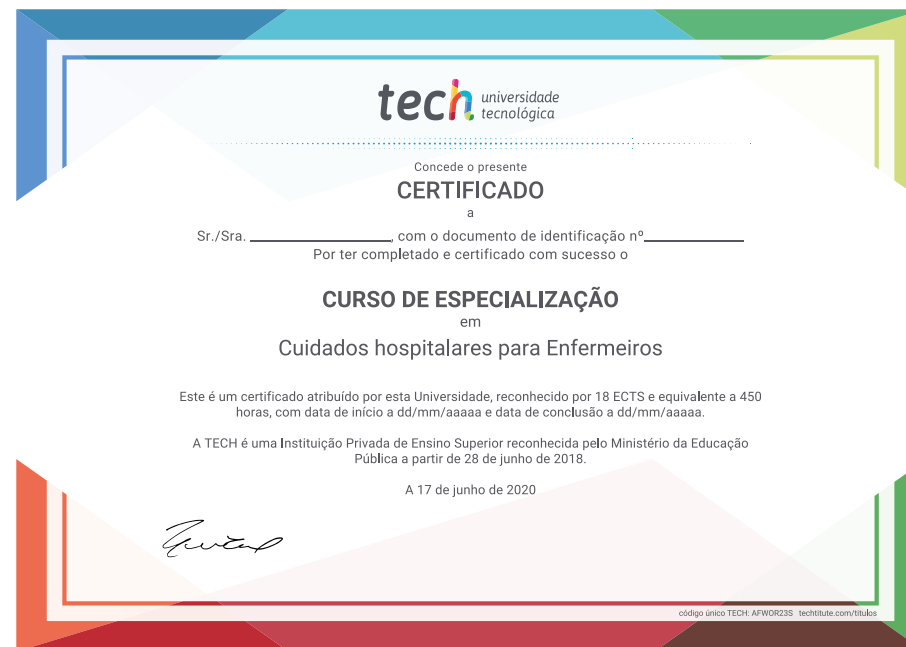 tech universidade
tecnológica
Concede o presente
CERTIFICADO
a
Sr./Sra. ____________________, com o documento de identificação nº______________
Por ter completado e certificado com sucesso o
CURSO DE ESPECIALIZAÇÃO
em
Cuidados hospitalares para Enfermeiros
Este é um certificado atribuído por esta Universidade, reconhecido por 18 ECTS e equivalente a 450
horas, com data de início a dd/mm/aaaaa e data de conclusão a dd/mm/aaaaa.
A TECH é uma Instituição Privada de Ensino Superior reconhecida pelo Ministério da Educação
Pública a partir de 28 de junho de 2018.
A 17 de junho de 2020
código único TECH: AFWOR23S techtitute.com/titulos